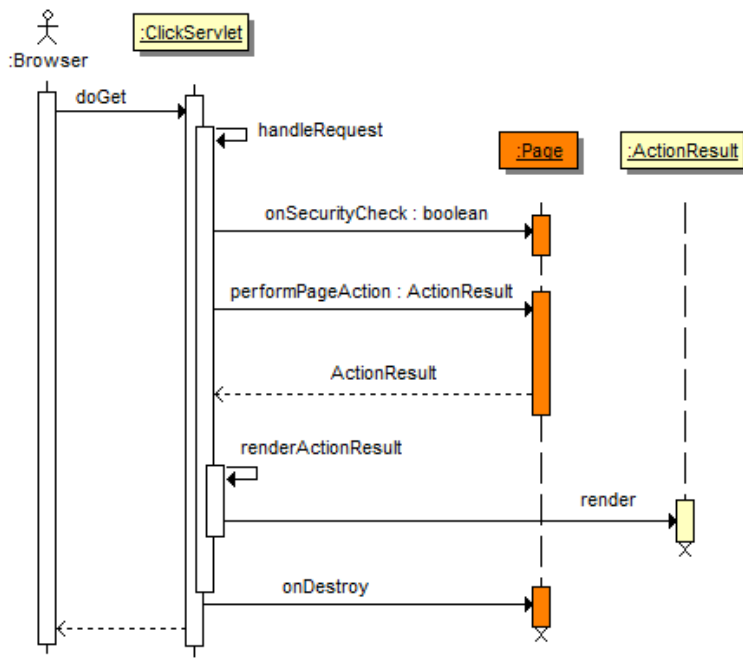 :ClickServlet
:Browser
doGet
handleRequest
:Page
:ActionResult
onSecurityCheck : boolean
performPageAction : ActionResult
ActionResult
renderActionResult
render
onDestroy